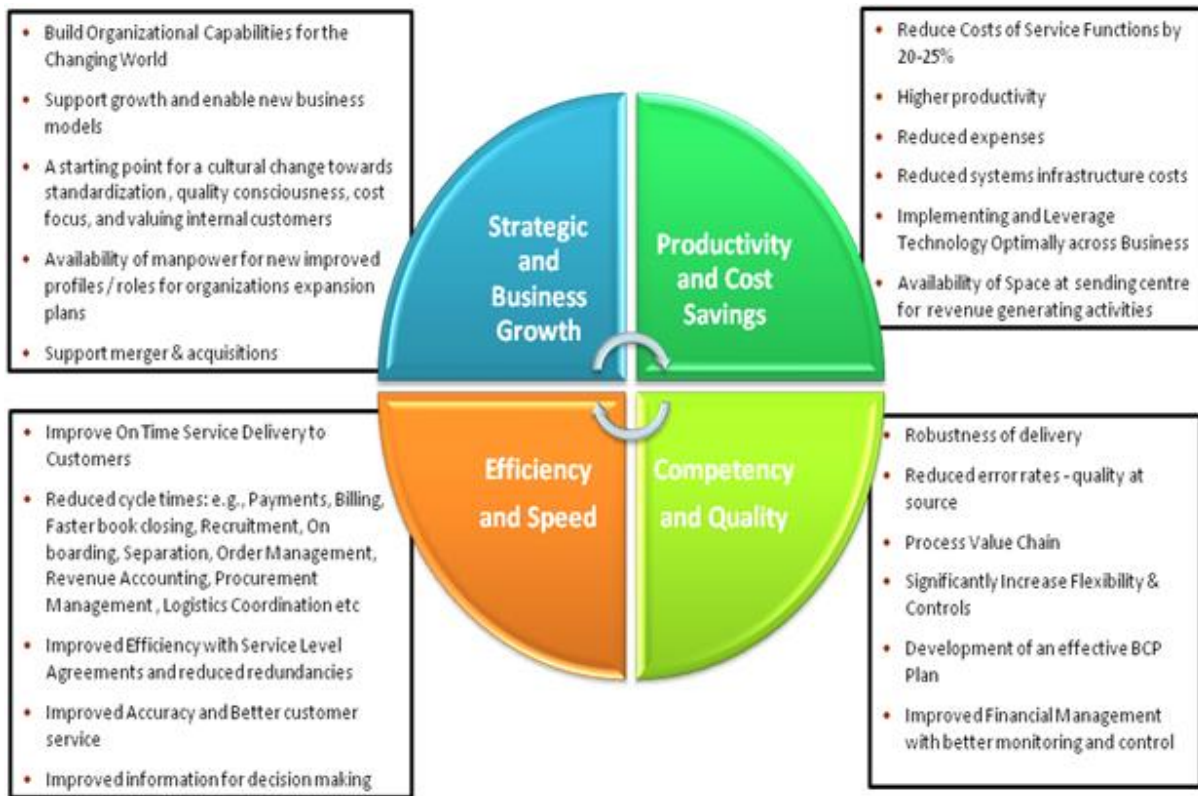 • Build Organizational Capabilities for the
Changing World
• Support growth and enable new business
models
• A starting point for a cultural change towards
standardization , quality consciousness, cost
focus, and valuing internal customers
• Availability of manpower for new improved
profiles / roles for organizations expansion
plans
• Support merger & acquisitions
• Reduce Costs of Service Functions by
20-25%
• Higher productivity
• Reduced expenses
• Reduced systems infrastructure costs
• Implementing and Leverage
Technology Optimally across Business
• Availability of Space at sending centre
for revenue generating activities
Strategic
and
Business
Growth
Productivity
and Cost
Savings
Efficiency
and Speed
Competency
and Quality
• Improve On Time Service Delivery to
Customers
• Reduced cycle times: e.g., Payments, Billing,
Faster book closing, Recruitment, On
boarding, Separation, Order Management,
Revenue Accounting, Procurement
Management , Logistics Coordination etc
• Improved Efficiency with Service Level
Agreements and reduced redundancies
• Improved Accuracy and Better customer
service
• Improved information for decision making
• Robustness of delivery
• Reduced error rates - quality at
source
• Process Value Chain
• Significantly Increase Flexibility &
Controls
• Development of an effective BCP
Plan
• Improved Financial Management
with better monitoring and control